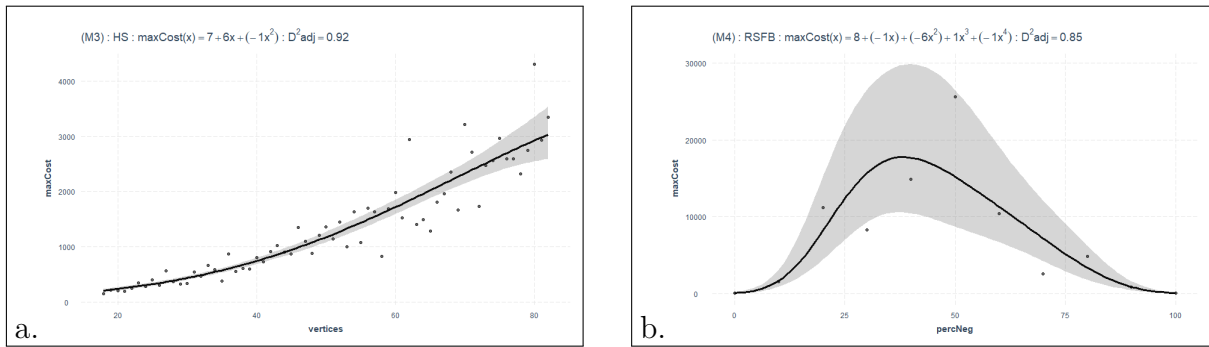 (M3) : HS : maxCost(x) = 7 + 6x + (−1x²) : D²adj = 0.92
4000
3000
2000
1000
0
maxCost
20 40 60 80
vertices
a.
(M4) : RSFB : maxCost(x) = 8 + (−1x) + (−6x²) + 1x³ + (−1x⁴) : D²adj = 0.85
30000
20000
10000
0
maxCost
0 25 50 75 100
percNeg
b.